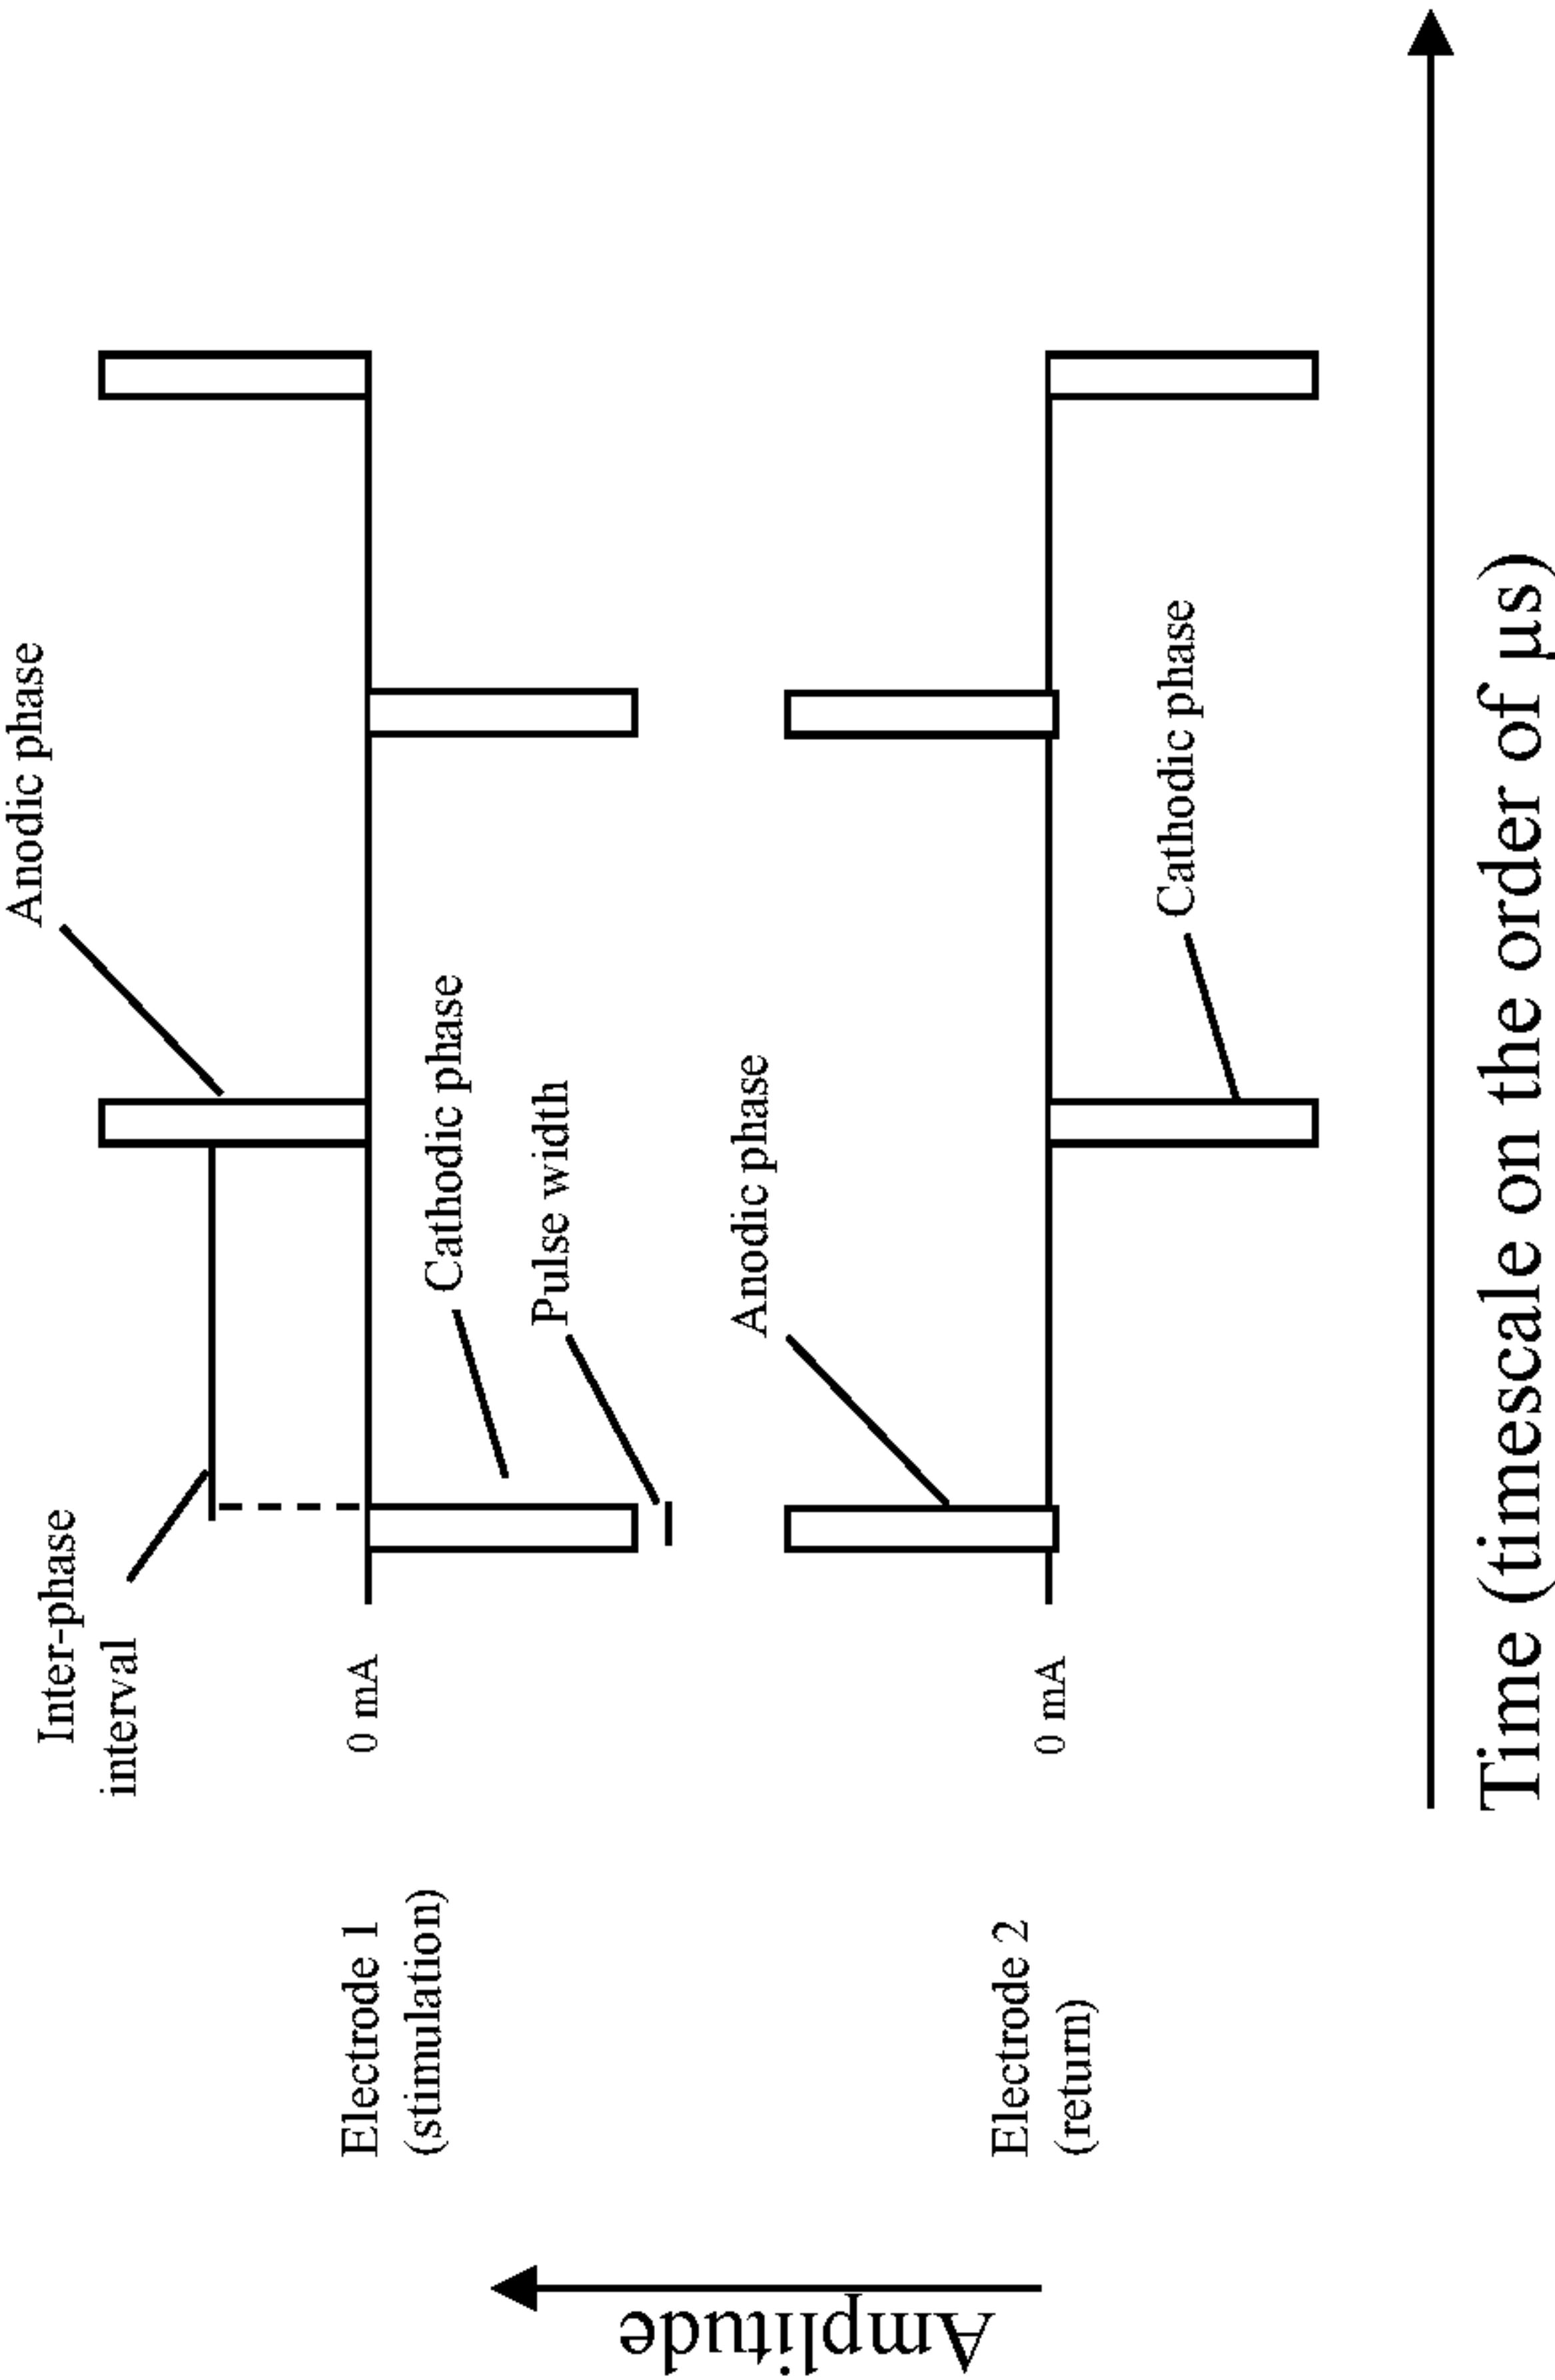 Inter-phase
interval
Anodic phase
0 mA
Electrode 1
(stimulation)
Cathodic phase
Pulse width
Amplitude
Anodic phase
0 mA
Electrode 2
(return)
Cathodic phase
Time (timescale on the order of µs)